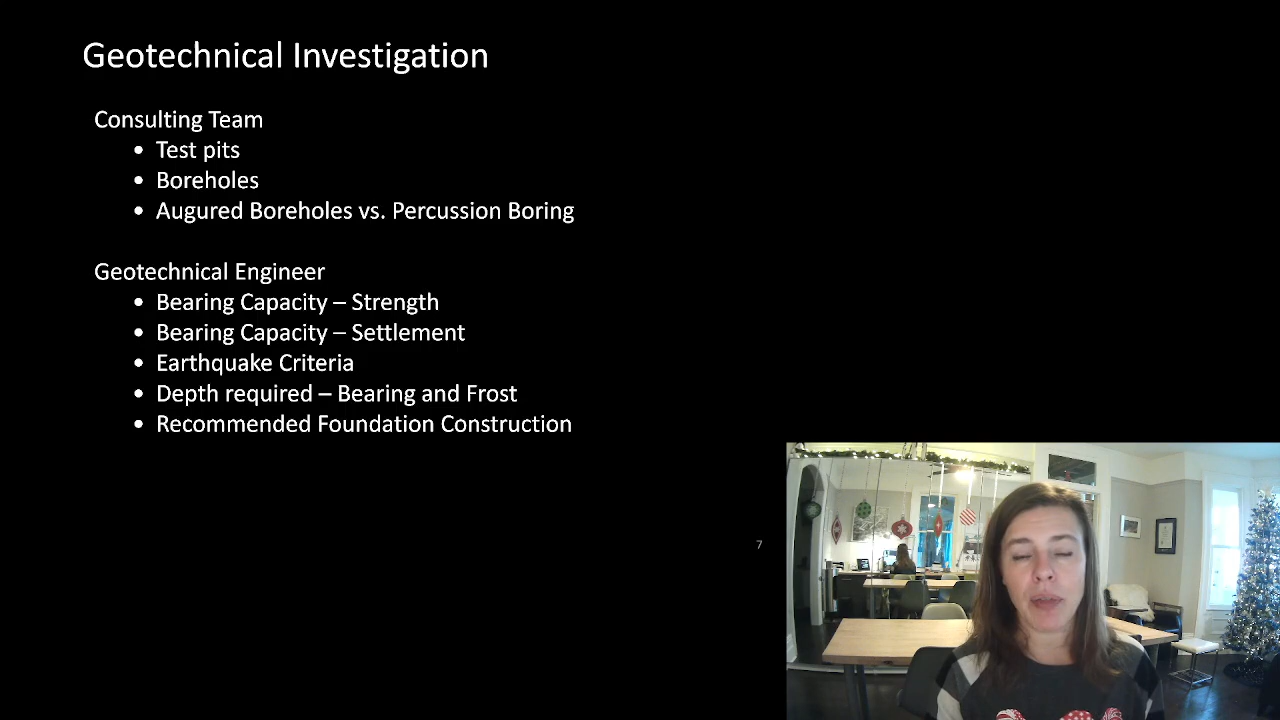 Geotechnical Investigation
Consulting Team
• Test pits
• Boreholes
• Augured Boreholes vs. Percussion Boring
Geotechnical Engineer
• Bearing Capacity – Strength
• Bearing Capacity – Settlement
• Earthquake Criteria
• Depth required – Bearing and Frost
• Recommended Foundation Construction
7